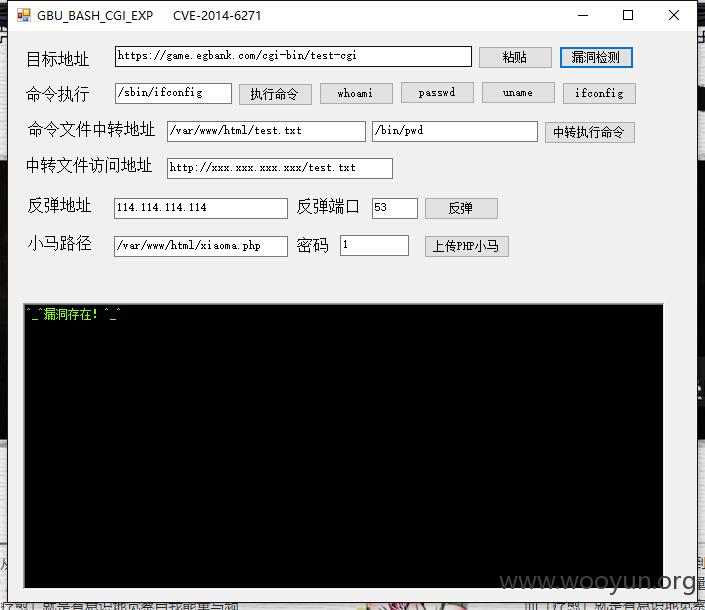 GBU_BASH_CGI_EXP CVE-2014-6271
目标地址 https://game.egbank.com/cgi-bin/test-cgi 粘贴 漏洞检测
命令执行 /sbin/ifconfig 执行命令 whoami passwd uname ifconfig
命令文件中转地址 /var/www/html/test.txt /bin/pwd 中转执行命令
中转文件访问地址 http://xxx.xxx.xxx.xxx/test.txt
反弹地址 114.114.114.114 反弹端口 53 反弹
小马路径 /var/www/html/xiaoma.php 密码 1 上传PHP小马
^_^漏洞存在! ^_^
www.wooyun.org